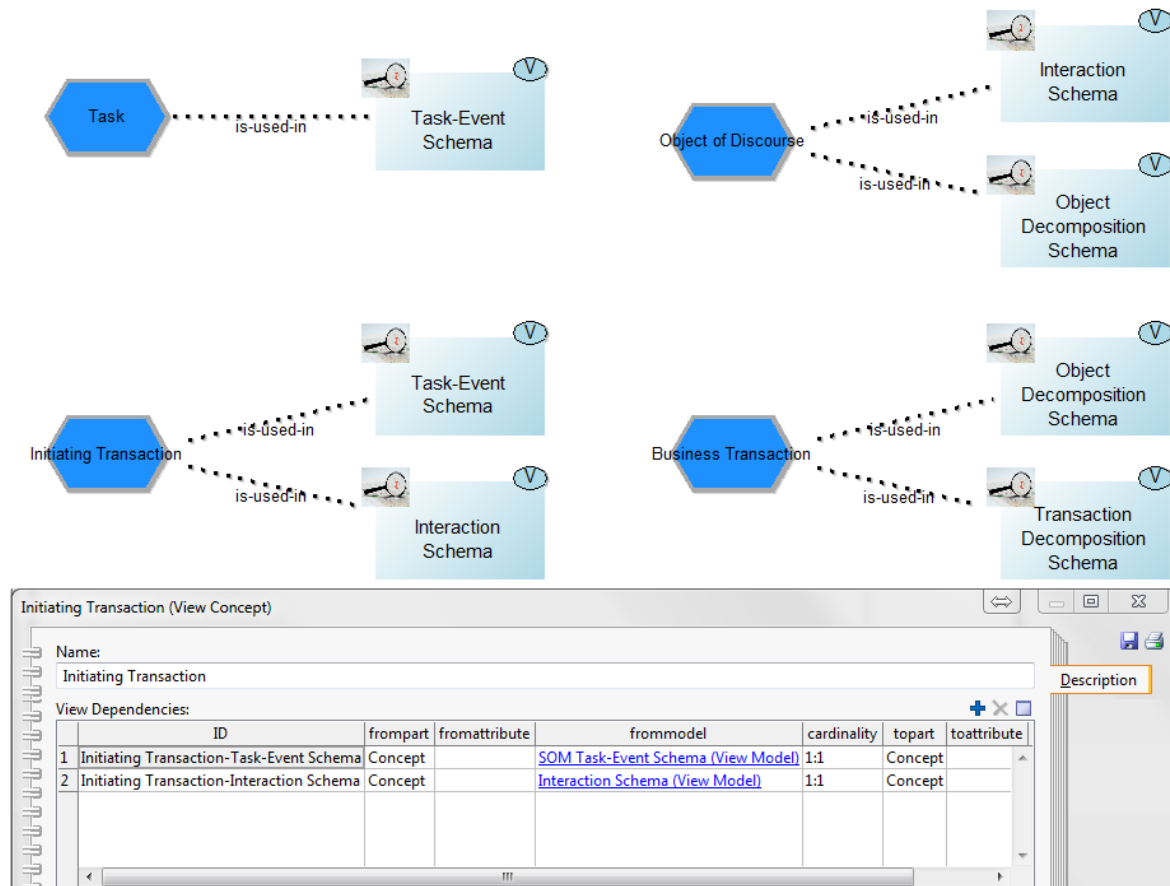 V
V
Interaction
Schema
Task
is-used-in
Task-Event
Schema
is-used-in
Object of Discourse
is-used-in
V
Object
Decomposition
Schema
V
Task-Event
Schema
is-used-in
Initiating Transaction
is-used-in
V
Interaction
Schema
V
Object
Decomposition
Schema
is-used-in
Business Transaction
is-used-in
V
Transaction
Decomposition
Schema
Initiating Transaction (View Concept)
Name:
Initiating Transaction
Description
View Dependencies:
ID frompart fromattribute frommodel cardinality topart toattribute
1 Initiating Transaction-Task-Event Schema Concept SOM Task-Event Schema (View Model) 1:1 Concept
2 Initiating Transaction-Interaction Schema Concept Interaction Schema (View Model) 1:1 Concept